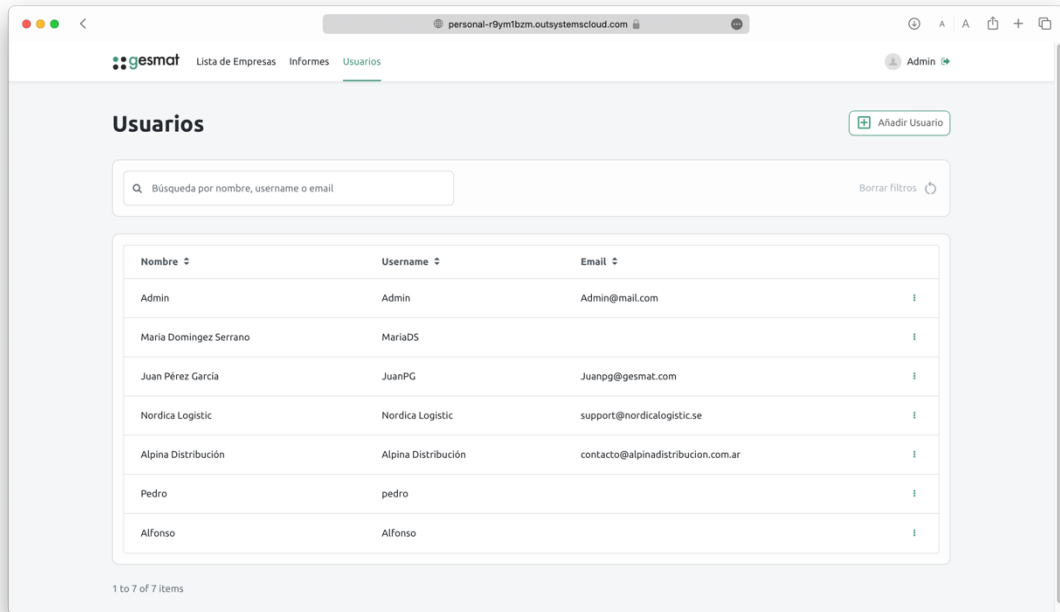 personal-r9ym1bzm.outsystemscloud.com
A A
gesmat Lista de Empresas Informes Usuarios Admin
Usuarios
Añadir Usuario
Búsqueda por nombre, username o email
Borrar filtros
Nombre Username Email
Admin Admin Admin@mail.com
Maria Domingez Serrano MariaDS
Juan Pérez García JuanPG Juanpg@gesmat.com
Nordica Logistic Nordica Logistic support@nordicalogistic.se
Alpina Distribución Alpina Distribución contacto@alpinadistribucion.com.ar
Pedro pedro
Alfonso Alfonso
1 to 7 of 7 items